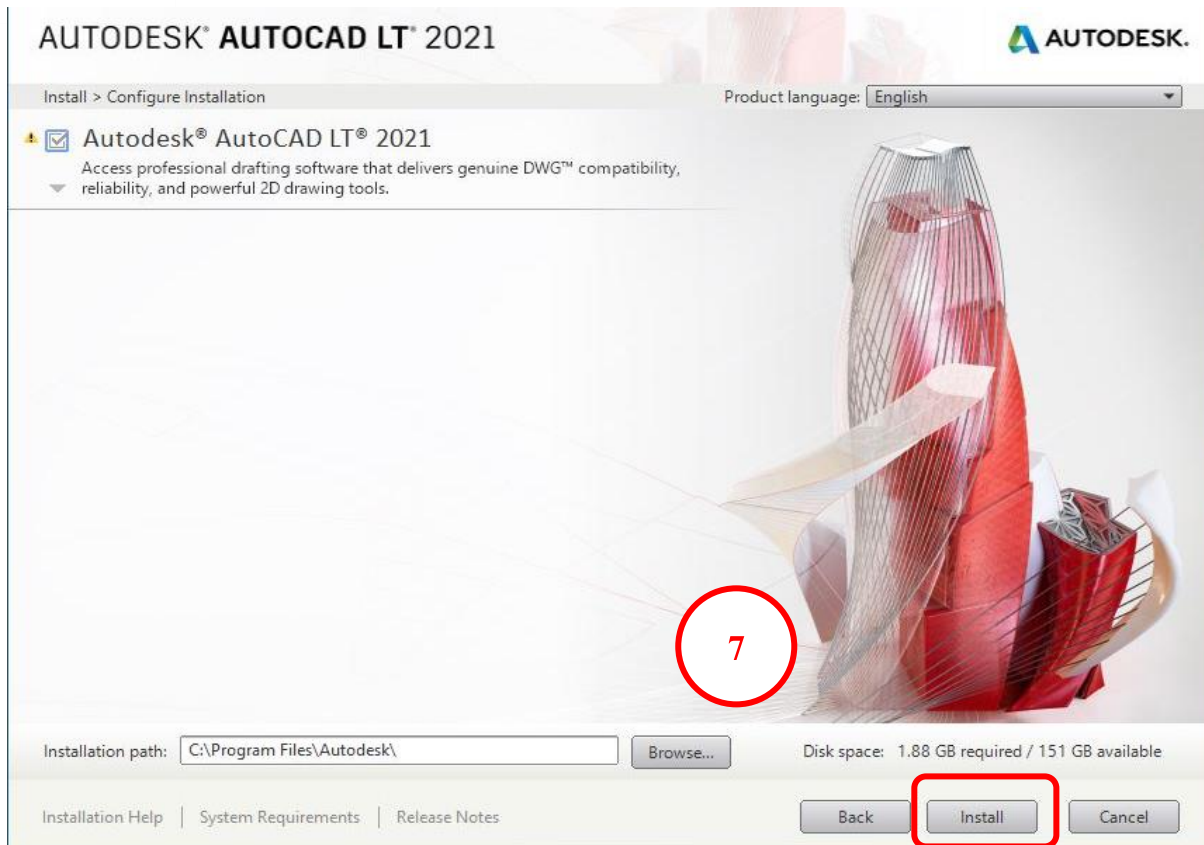 AUTODESK® AUTOCAD LT® 2021
AUTODESK.
Install > Configure Installation
Product language: English
Autodesk® AutoCAD LT® 2021
Access professional drafting software that delivers genuine DWG™ compatibility,
reliability, and powerful 2D drawing tools.
7
Installation path: C:\Program Files\Autodesk\ Browse... Disk space: 1.88 GB required / 151 GB available
Installation Help | System Requirements | Release Notes Back Install Cancel